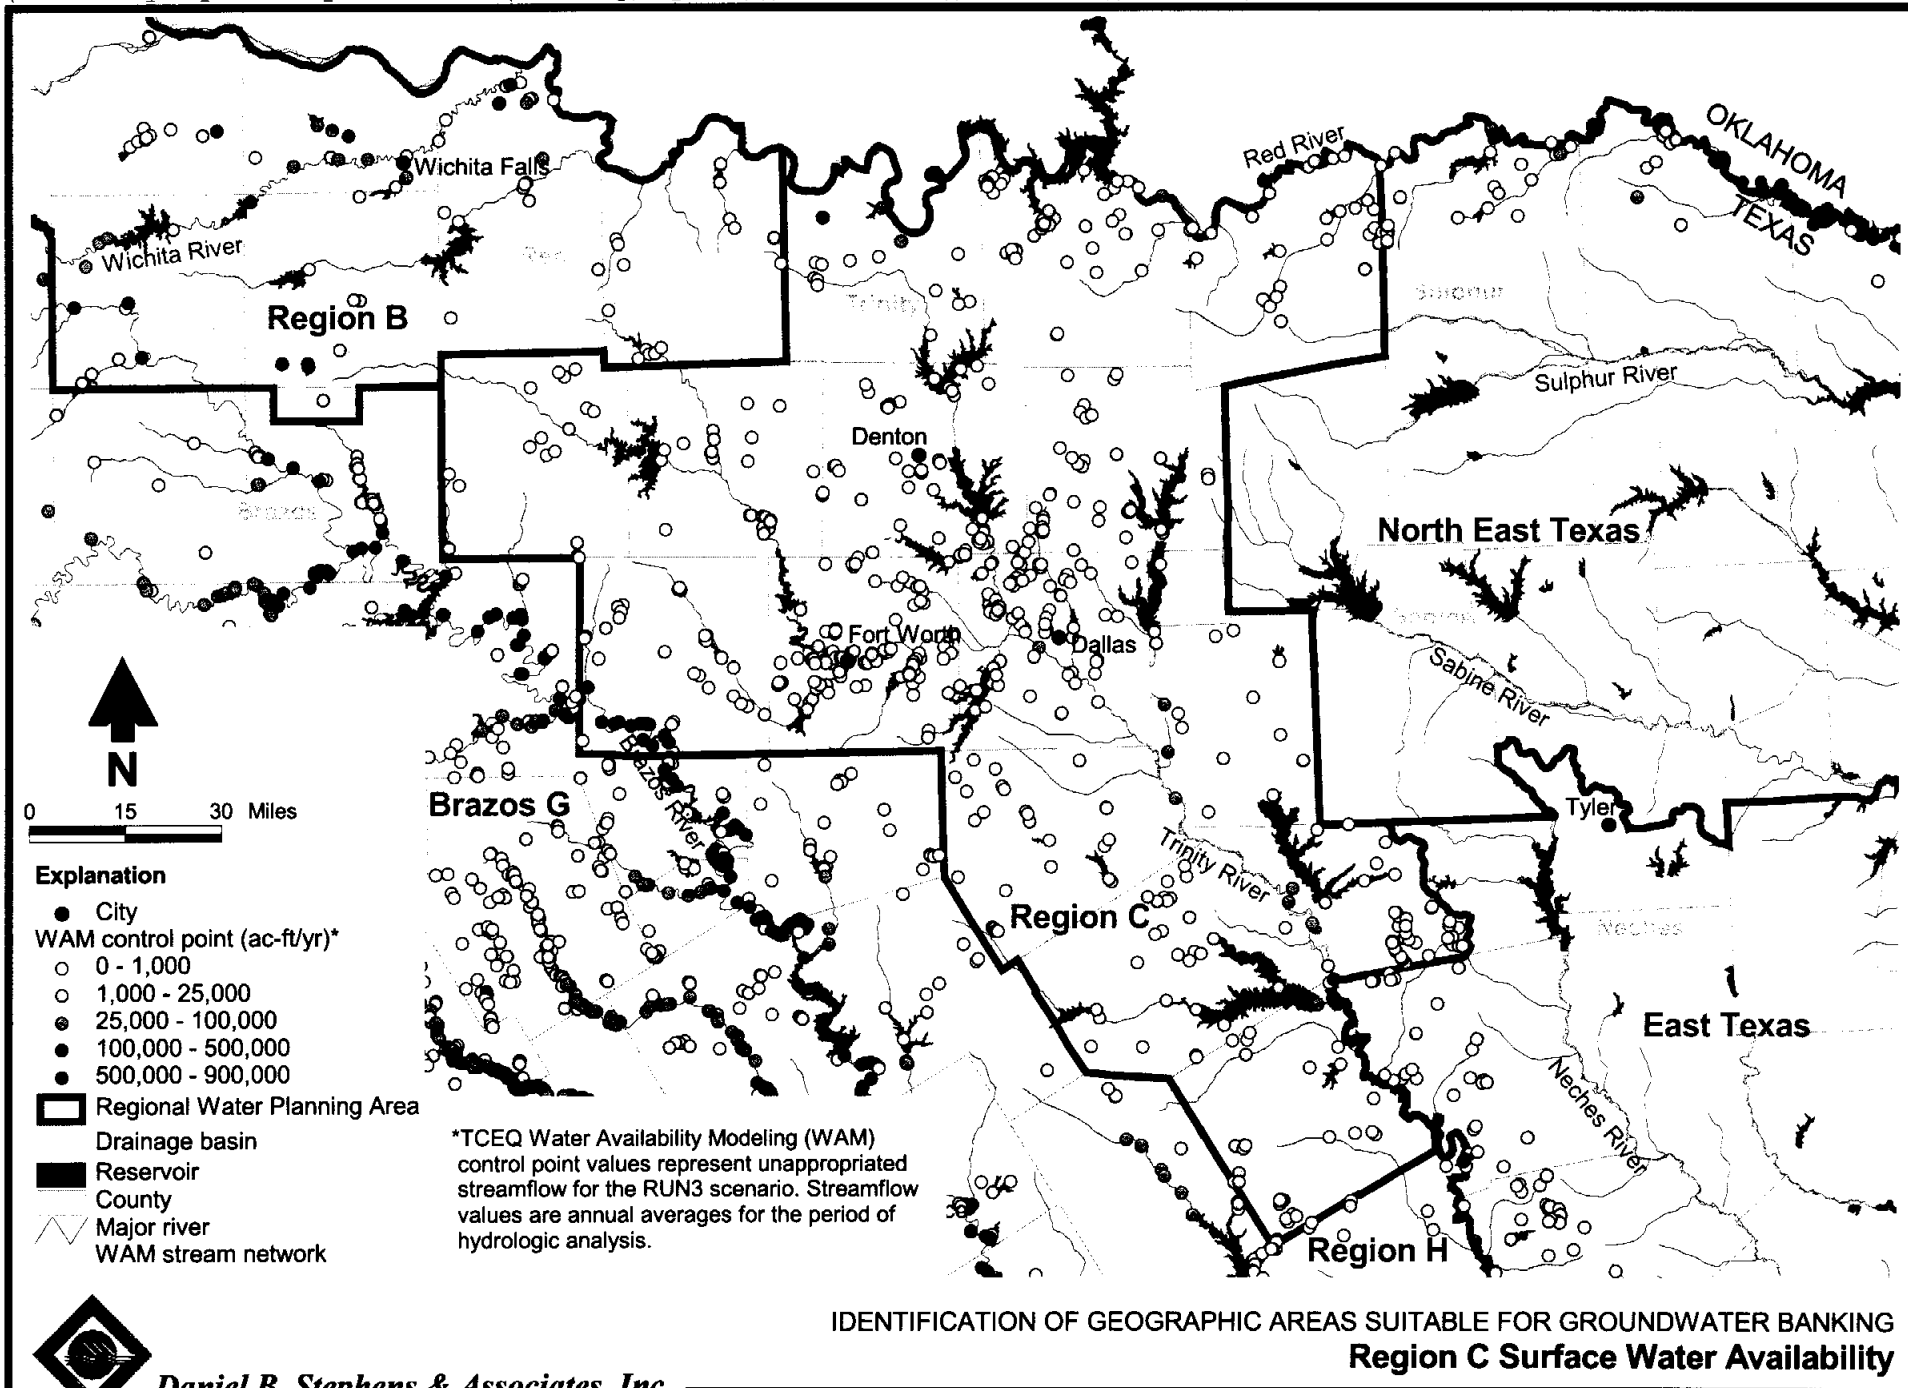 OKLAHOMA
TEXAS
Red River
Wichita Falls
Wichita River
Red
Region B
Trinity
Sulphur
Sulphur River
Denton
Brazos
North East Texas
Fort Worth
Dallas
Sabine
Sabine River
N
0 15 30 Miles
Brazos G
Brazos River
Tyler
Trinity River
Region C
Neches
East Texas
Neches River
Region H
Explanation
City
WAM control point (ac-ft/yr)*
0 - 1,000
1,000 - 25,000
25,000 - 100,000
100,000 - 500,000
500,000 - 900,000
Regional Water Planning Area
Drainage basin
Reservoir
County
Major river
WAM stream network
*TCEQ Water Availability Modeling (WAM)
control point values represent unappropriated
streamflow for the RUN3 scenario. Streamflow
values are annual averages for the period of
hydrologic analysis.
IDENTIFICATION OF GEOGRAPHIC AREAS SUITABLE FOR GROUNDWATER BANKING
Region C Surface Water Availability
Daniel B. Stephens & Associates, Inc.